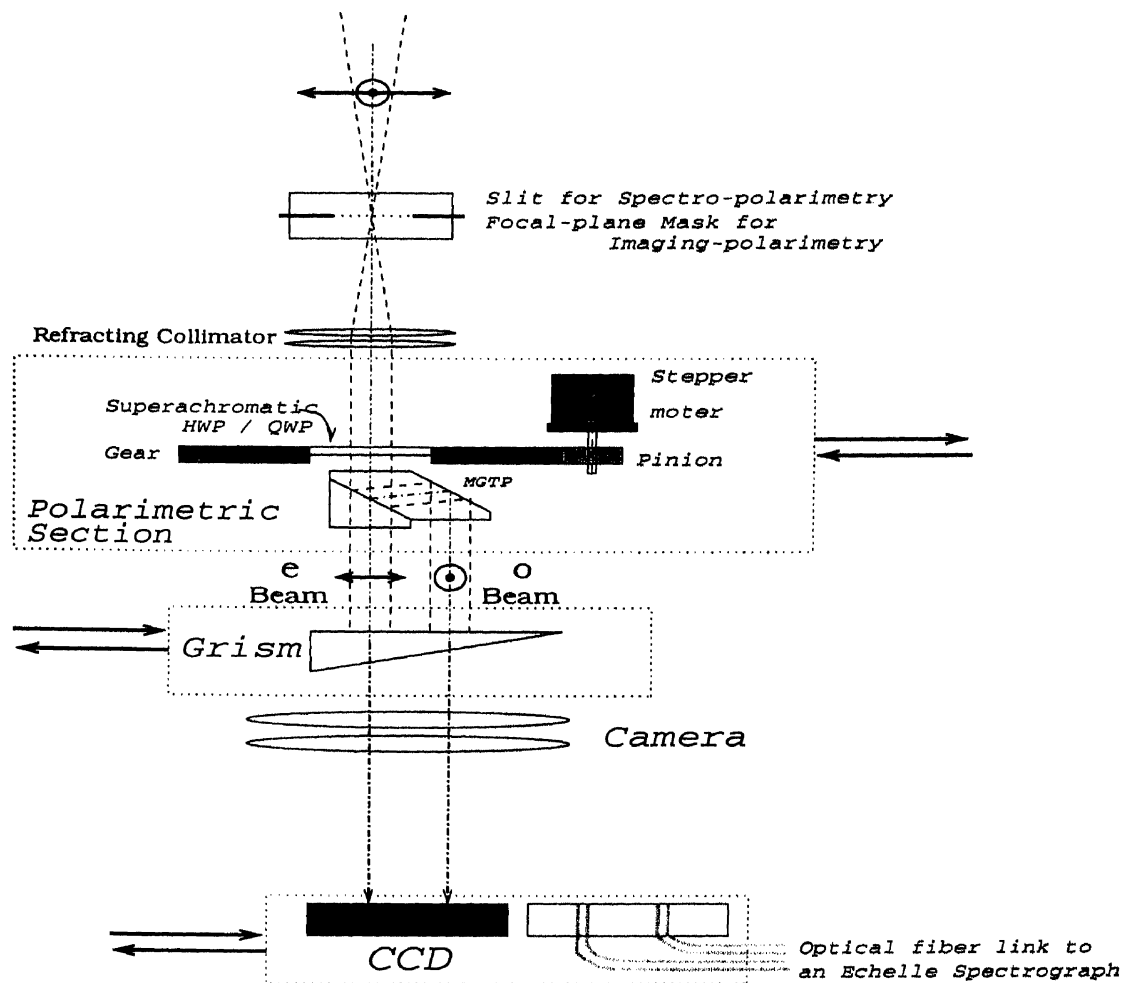 Slit for Spectro-polarimetry
Focal-plane Mask for
Imaging-polarimetry
Refracting Collimator
Stepper
moter
Superachromatic
HWP / QWP
Gear
Pinion
MGTP
Polarimetric
Section
e
Beam
o
Beam
Grism
Camera
CCD
Optical fiber link to
an Echelle Spectrograph